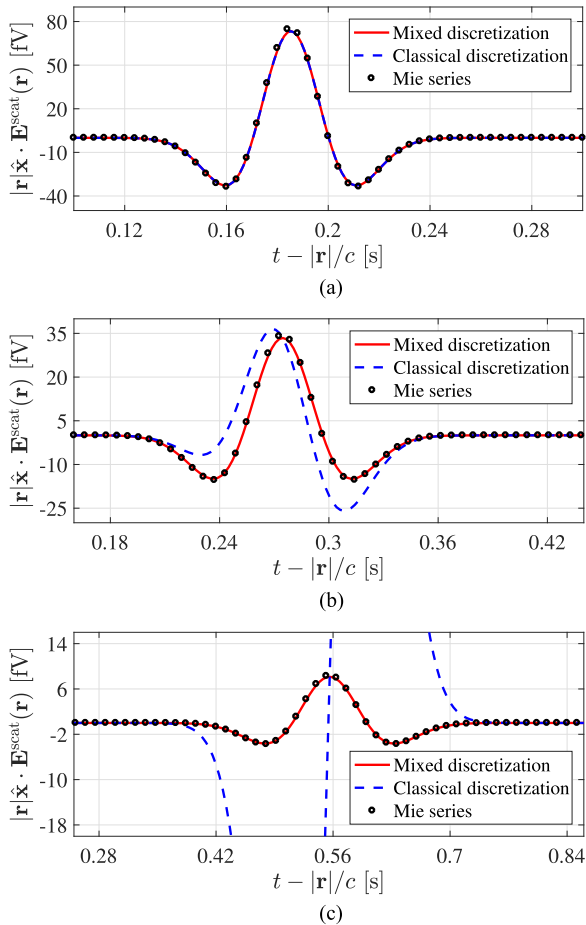 80
50
20
-10
-40
|r|x̂ · E^scat(r) [fV]
Mixed discretization
Classical discretization
Mie series
0.12 0.16 0.2 0.24 0.28
t − |r|/c [s]
(a)
35
20
5
-10
-25
|r|x̂ · E^scat(r) [fV]
Mixed discretization
Classical discretization
Mie series
0.18 0.24 0.3 0.36 0.42
t − |r|/c [s]
(b)
14
6
-2
-10
-18
|r|x̂ · E^scat(r) [fV]
Mixed discretization
Classical discretization
Mie series
0.28 0.42 0.56 0.7 0.84
t − |r|/c [s]
(c)